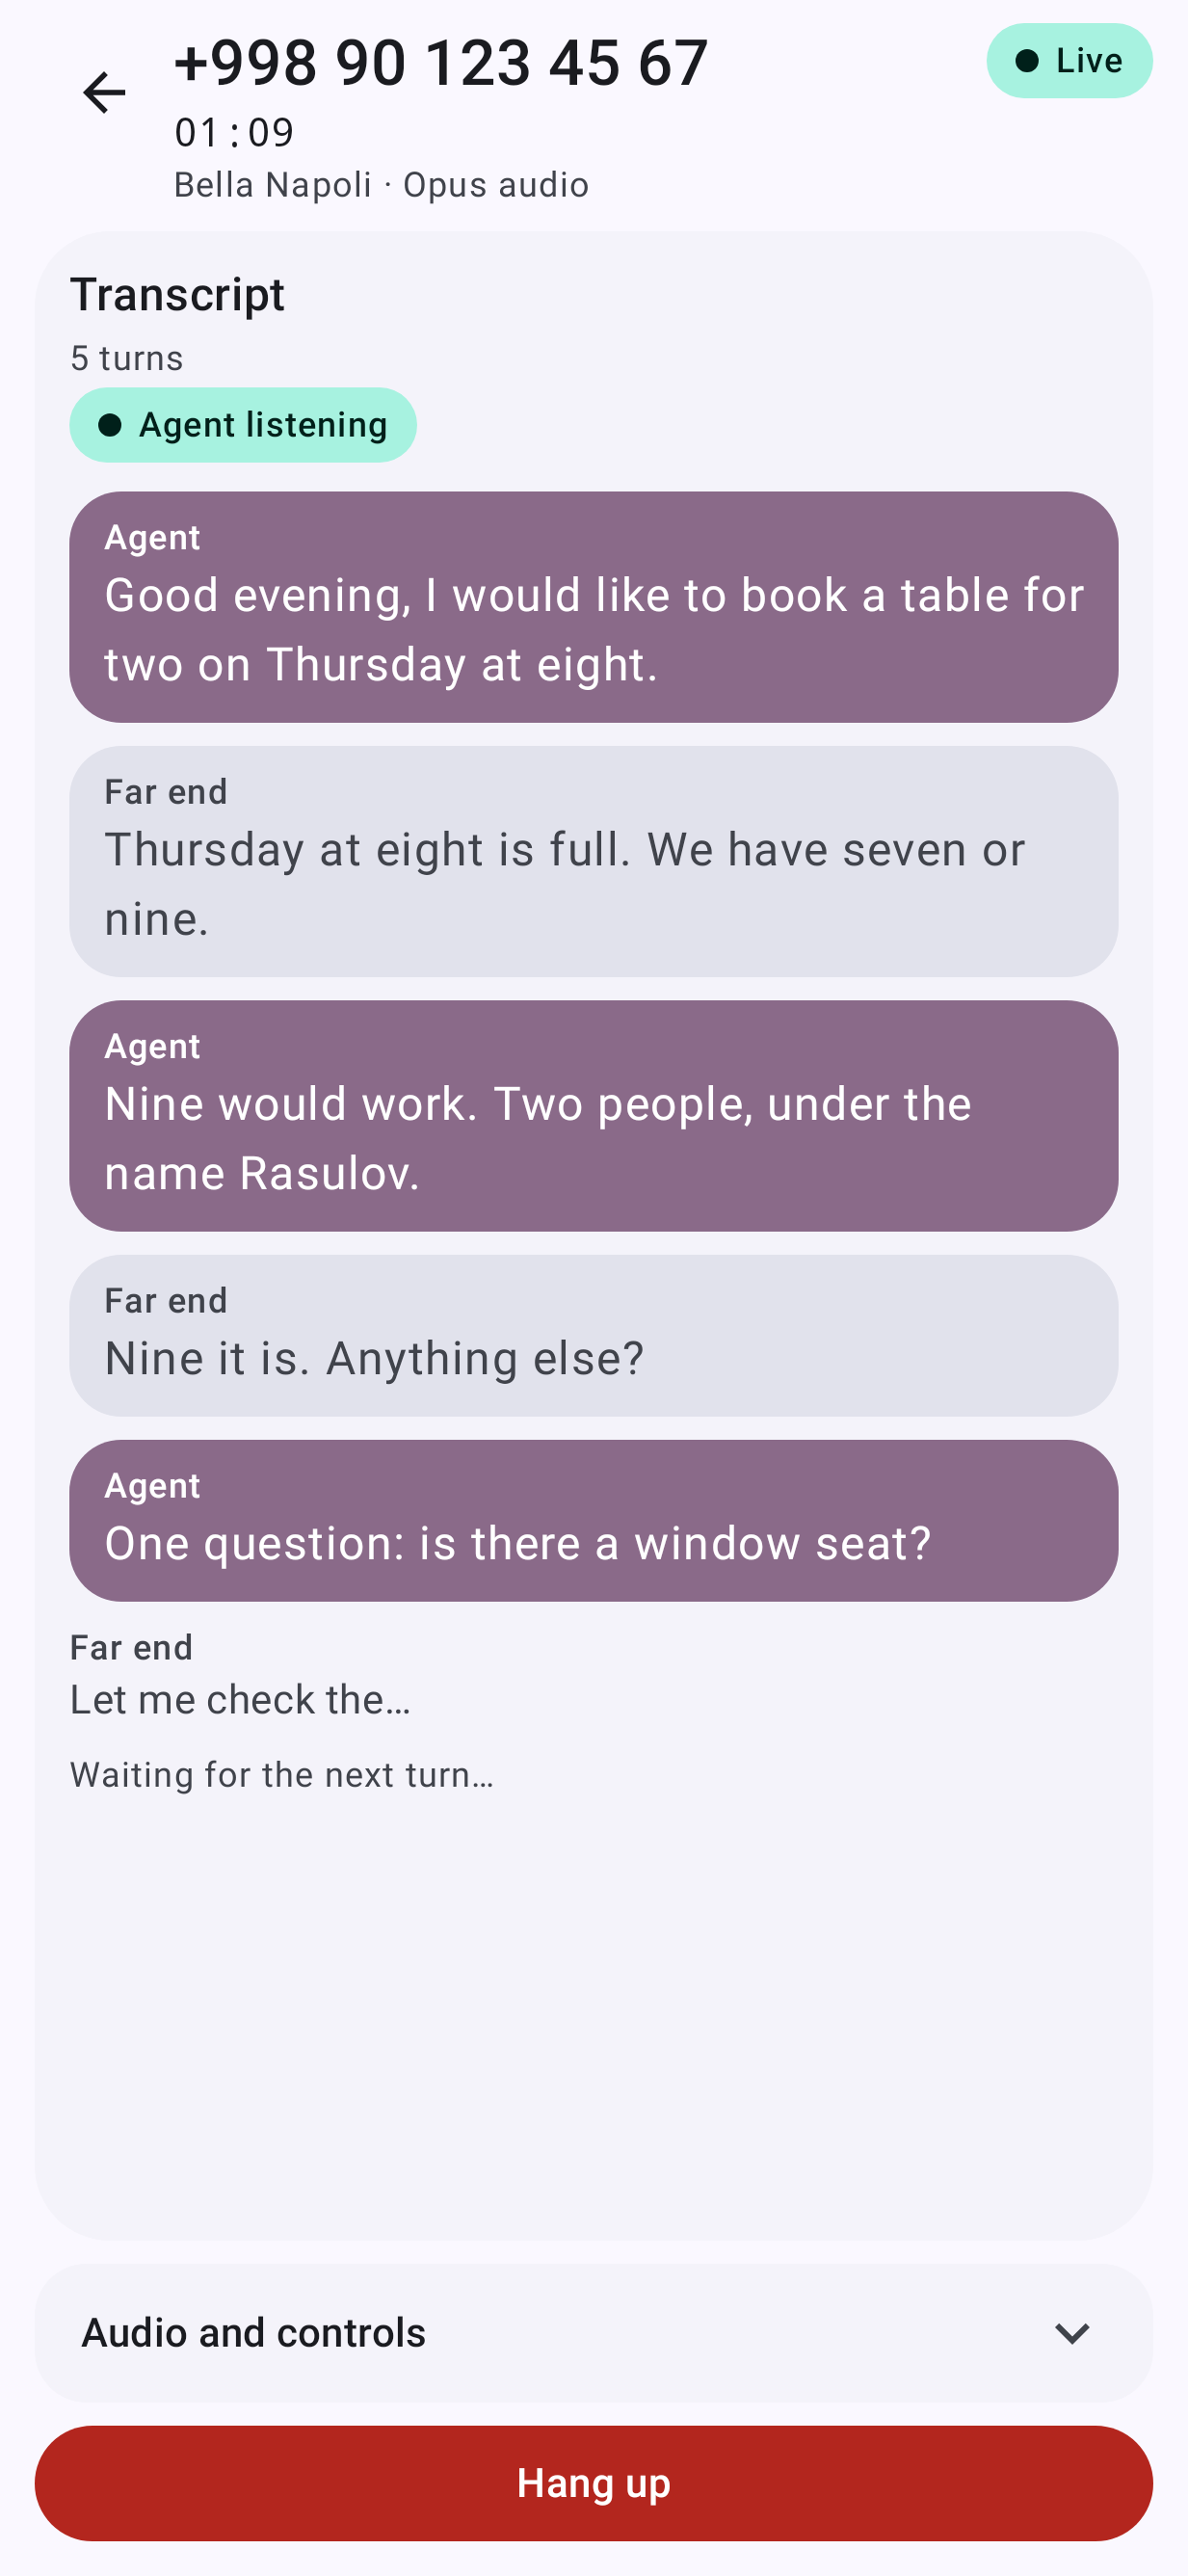 +998 90 123 45 67
Live
01:09
Bella Napoli · Opus audio
Transcript
5 turns
Agent listening
Agent
Good evening, I would like to book a table for
two on Thursday at eight.
Far end
Thursday at eight is full. We have seven or
nine.
Agent
Nine would work. Two people, under the
name Rasulov.
Far end
Nine it is. Anything else?
Agent
One question: is there a window seat?
Far end
Let me check the…
Waiting for the next turn…
Audio and controls
Hang up